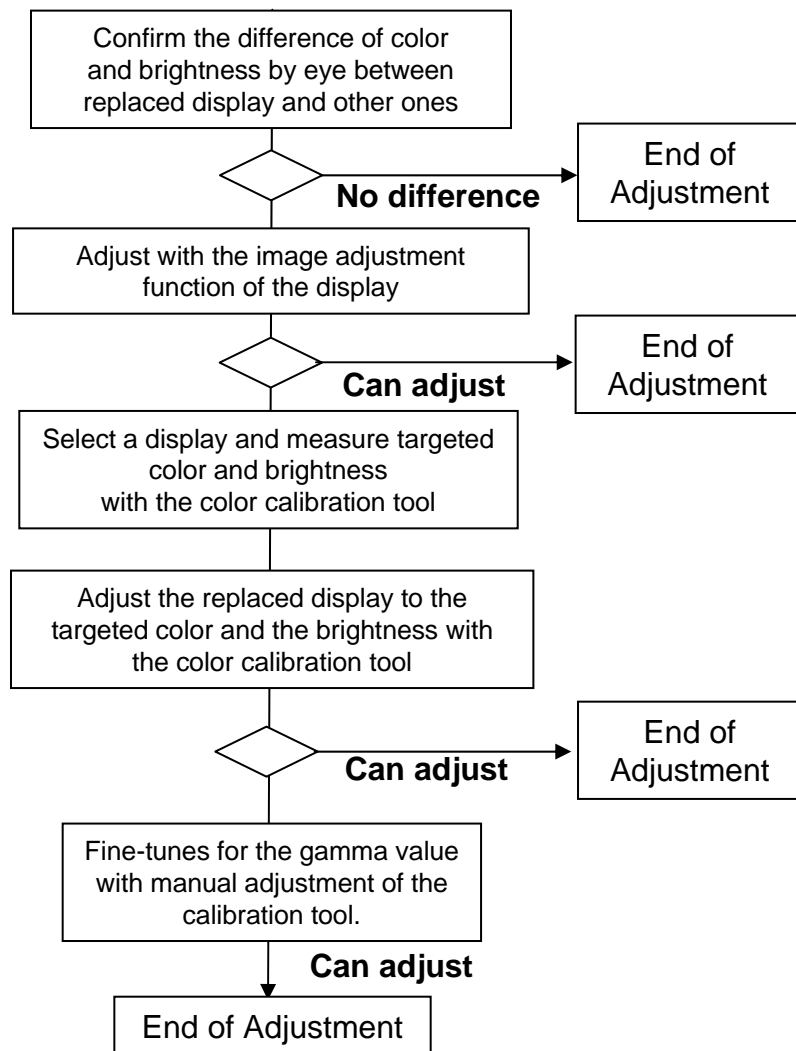 Confirm the difference of color
and brightness by eye between
replaced display and other ones
End of
Adjustment
No difference
Adjust with the image adjustment
function of the display
End of
Adjustment
Can adjust
Select a display and measure targeted
color and brightness
with the color calibration tool
Adjust the replaced display to the
targeted color and the brightness with
the color calibration tool
End of
Adjustment
Can adjust
Fine-tunes for the gamma value
with manual adjustment of the
calibration tool.
Can adjust
End of Adjustment